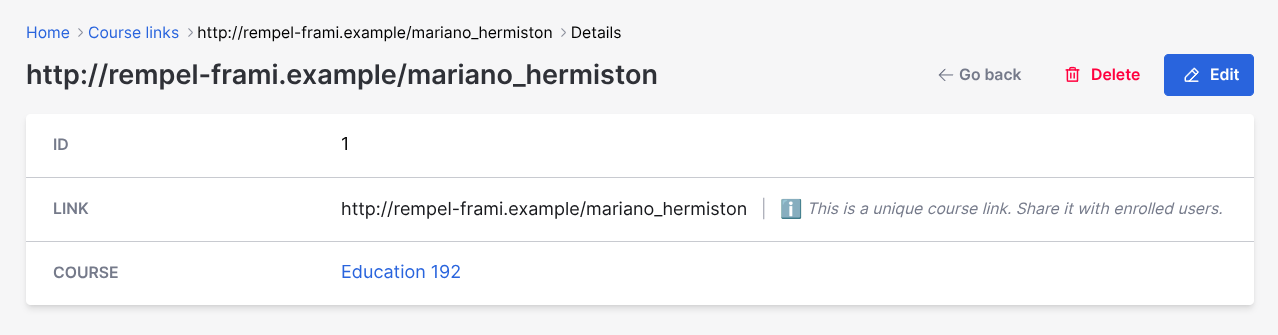 Home > Course links > http://rempel-frami.example/mariano_hermiston > Details
http://rempel-frami.example/mariano_hermiston
← Go back Delete Edit
ID 1
LINK http://rempel-frami.example/mariano_hermiston | ℹ️ This is a unique course link. Share it with enrolled users.
COURSE Education 192